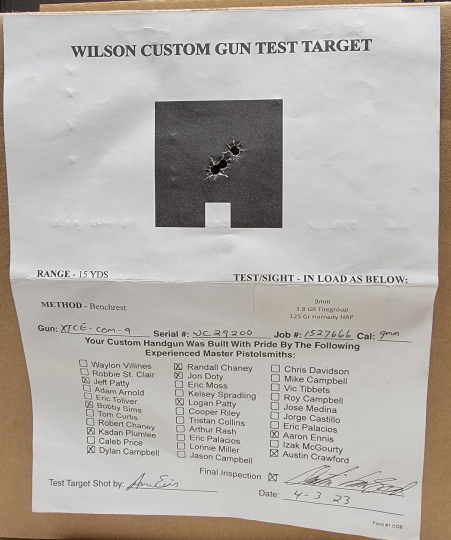 WILSON CUSTOM GUN TEST TARGET
RANGE - 15 YDS
TEST/SIGHT - IN LOAD AS BELOW:
METHOD - Benchrest
9mm
3.8 GR Titegroup
125 Gr Hornady HAP
Gun: XTCE-Com-9 Serial#: WC29200 Job #: 1527666 Cal: 9mm
Your Custom Handgun Was Built With Pride By The Following
Experienced Master Pistolsmiths:
Waylon Villines
Robbie St. Clair
Jeff Patty
Adam Arnold
Eric Toliver
Bobby Sims
Tom Curtis
Robert Chaney
Kadan Plumlee
Caleb Price
Dylan Campbell
Randall Chaney
Jon Doty
Eric Moss
Kelsey Spradling
Logan Patty
Cooper Riley
Tristan Collins
Arthur Rash
Eric Palacios
Lonnie Miller
Jason Campbell
Chris Davidson
Mike Campbell
Vic Tibbets
Roy Campbell
Jose Medina
Jorge Castillo
Eric Palacios
Aaron Ennis
Izak McGourty
Austin Crawford
Final Inspection
Test Target Shot by:
Date: 4-3-23
Form #1 CGB